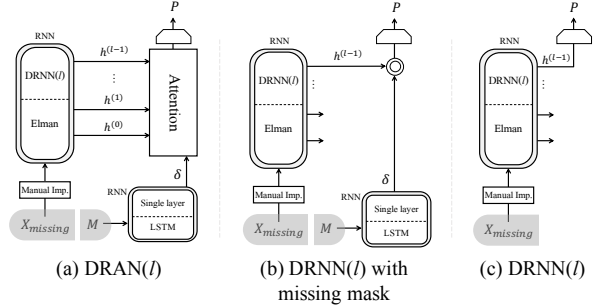 P
RNN
DRNN(l)
Elman
h^(l−1)
⋮
h^(1)
h^(0)
Attention
δ
Manual Imp.
RNN
Single layer
LSTM
X_missing
M
(a) DRAN(l)
P
RNN
DRNN(l)
Elman
h^(l−1)
⋮
δ
Manual Imp.
RNN
Single layer
LSTM
X_missing
M
(b) DRNN(l) with
missing mask
P
RNN
DRNN(l)
Elman
h^(l−1)
⋮
Manual Imp.
X_missing
(c) DRNN(l)